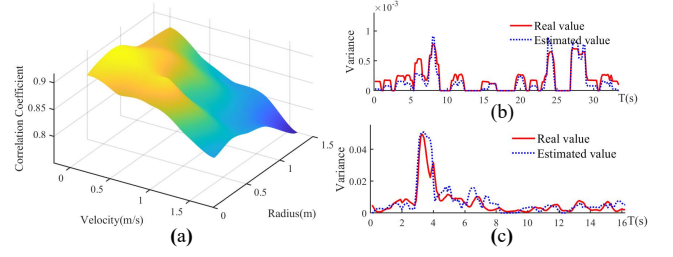 Correlation Coefficient
0.9
0.85
0.8
0
0.5
1
1.5
Velocity(m/s)
0
0.5
1
1.5
Radius(m)
(a)
×10⁻³
Variance
1
0.5
0
Real value
Estimated value
0 5 10 15 20 25 30 T(s)
(b)
Variance
0.04
0.02
0
Real value
Estimated value
0 2 4 6 8 10 12 14 16 T(s)
(c)